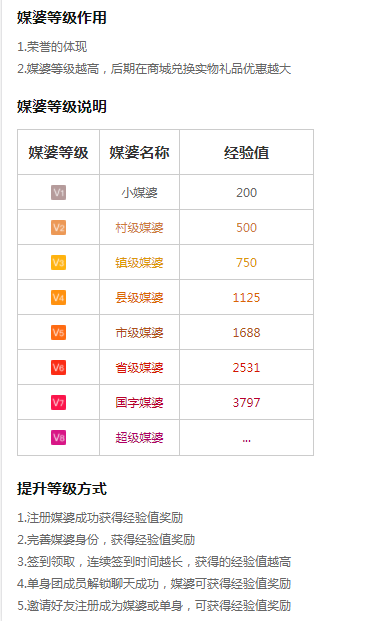 媒婆等级作用
1.荣誉的体现
2.媒婆等级越高，后期在商城兑换实物礼品优惠越大
媒婆等级说明
媒婆等级 媒婆名称 经验值
V1 小媒婆 200
V2 村级媒婆 500
V3 镇级媒婆 750
V4 县级媒婆 1125
V5 市级媒婆 1688
V6 省级媒婆 2531
V7 国字媒婆 3797
V8 超级媒婆 ...
提升等级方式
1.注册媒婆成功获得经验值奖励
2.完善媒婆身份，获得经验值奖励
3.签到领取，连续签到时间越长，获得的经验值越高
4.单身团成员解锁聊天成功，媒婆可获得经验值奖励
5.邀请好友注册成为媒婆或单身，可获得经验值奖励